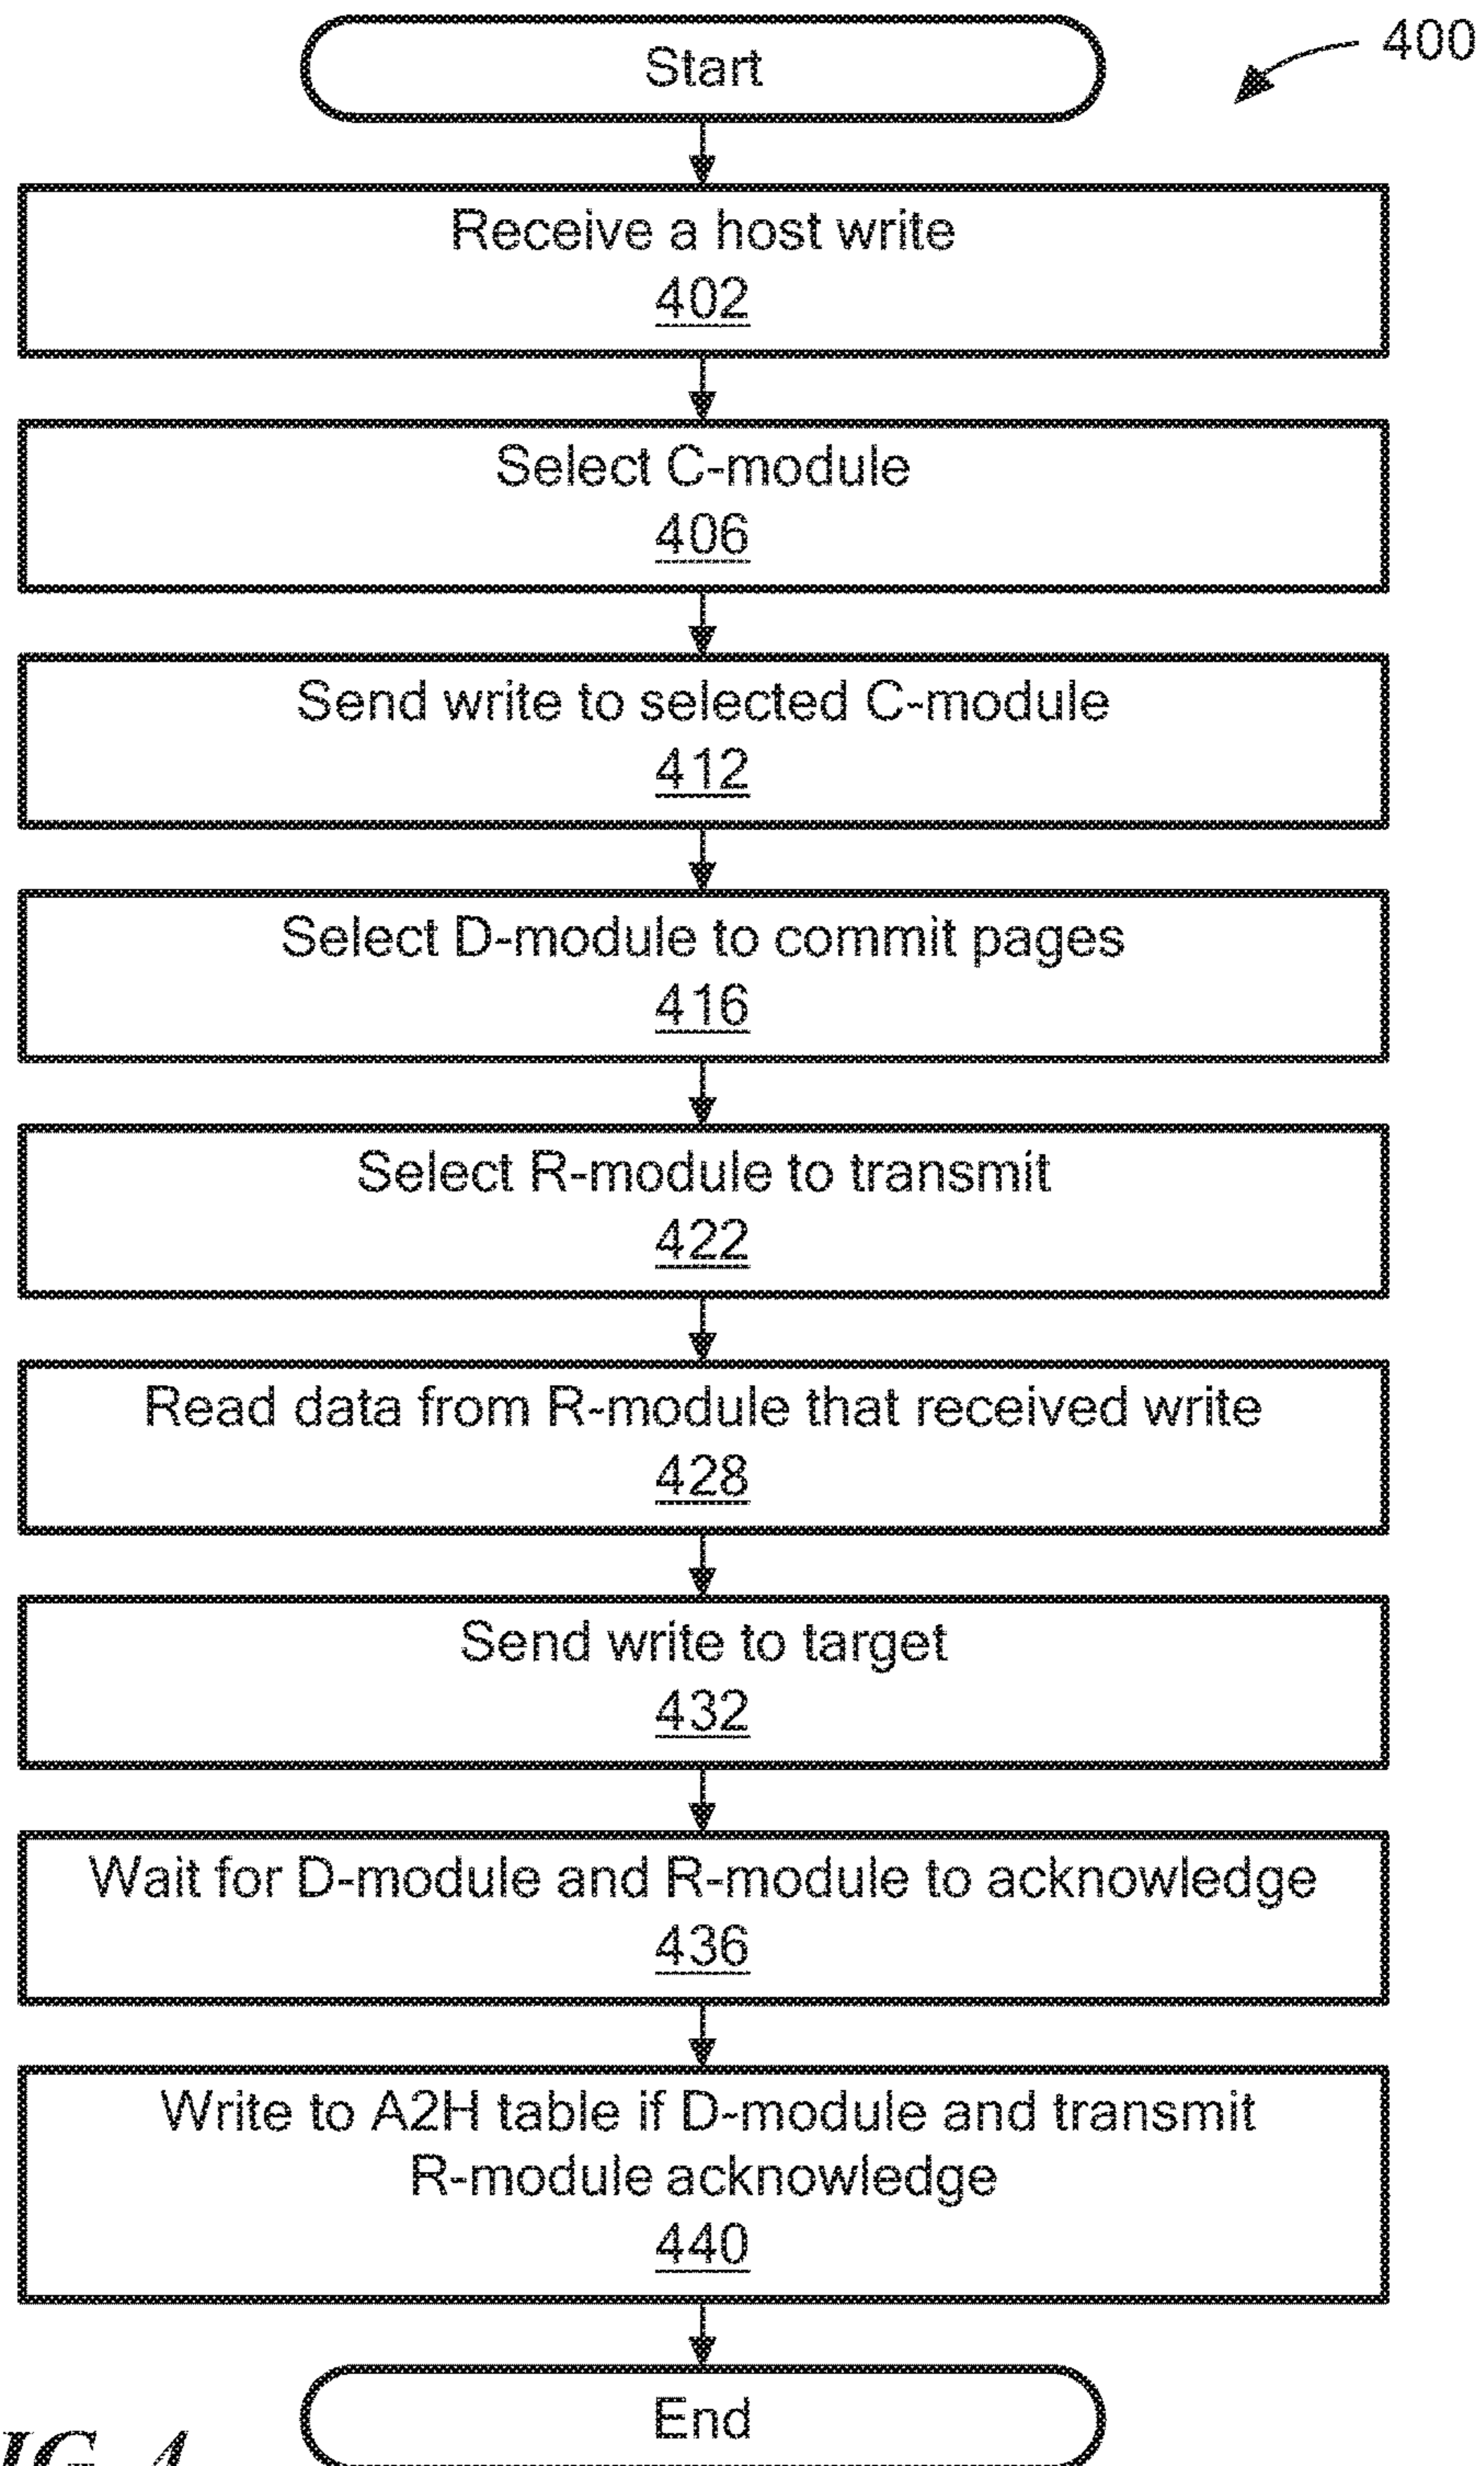 Start
400
Receive a host write
402
Select C-module
406
Send write to selected C-module
412
Select D-module to commit pages
416
Select R-module to transmit
422
Read data from R-module that received write
428
Send write to target
432
Wait for D-module and R-module to acknowledge
436
Write to A2H table if D-module and transmit
R-module acknowledge
440
End